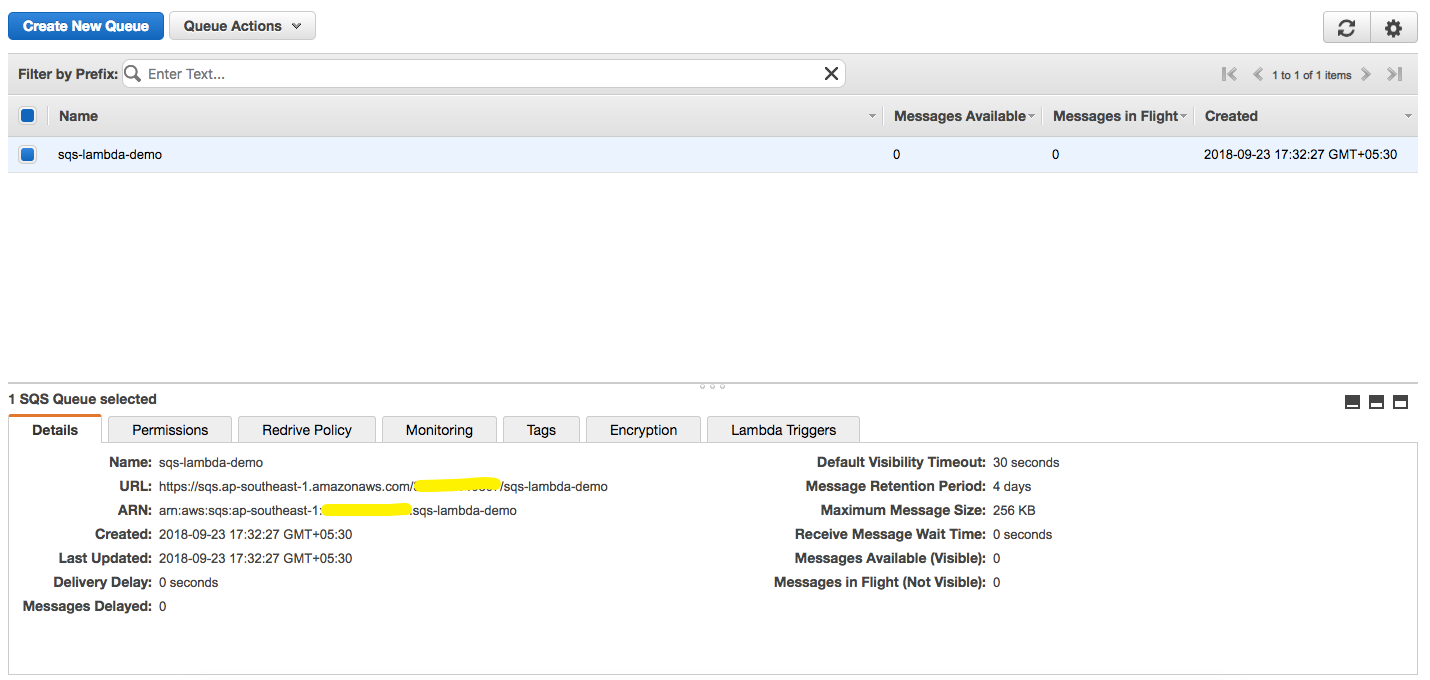 Create New Queue Queue Actions
Filter by Prefix: Enter Text... 1 to 1 of 1 items
Name Messages Available Messages in Flight Created
sqs-lambda-demo 0 0 2018-09-23 17:32:27 GMT+05:30
1 SQS Queue selected
Details Permissions Redrive Policy Monitoring Tags Encryption Lambda Triggers
Name: sqs-lambda-demo
URL: https://sqs.ap-southeast-1.amazonaws.com/ /sqs-lambda-demo
ARN: arn:aws:sqs:ap-southeast-1: :sqs-lambda-demo
Created: 2018-09-23 17:32:27 GMT+05:30
Last Updated: 2018-09-23 17:32:27 GMT+05:30
Delivery Delay: 0 seconds
Messages Delayed: 0
Default Visibility Timeout: 30 seconds
Message Retention Period: 4 days
Maximum Message Size: 256 KB
Receive Message Wait Time: 0 seconds
Messages Available (Visible): 0
Messages in Flight (Not Visible): 0